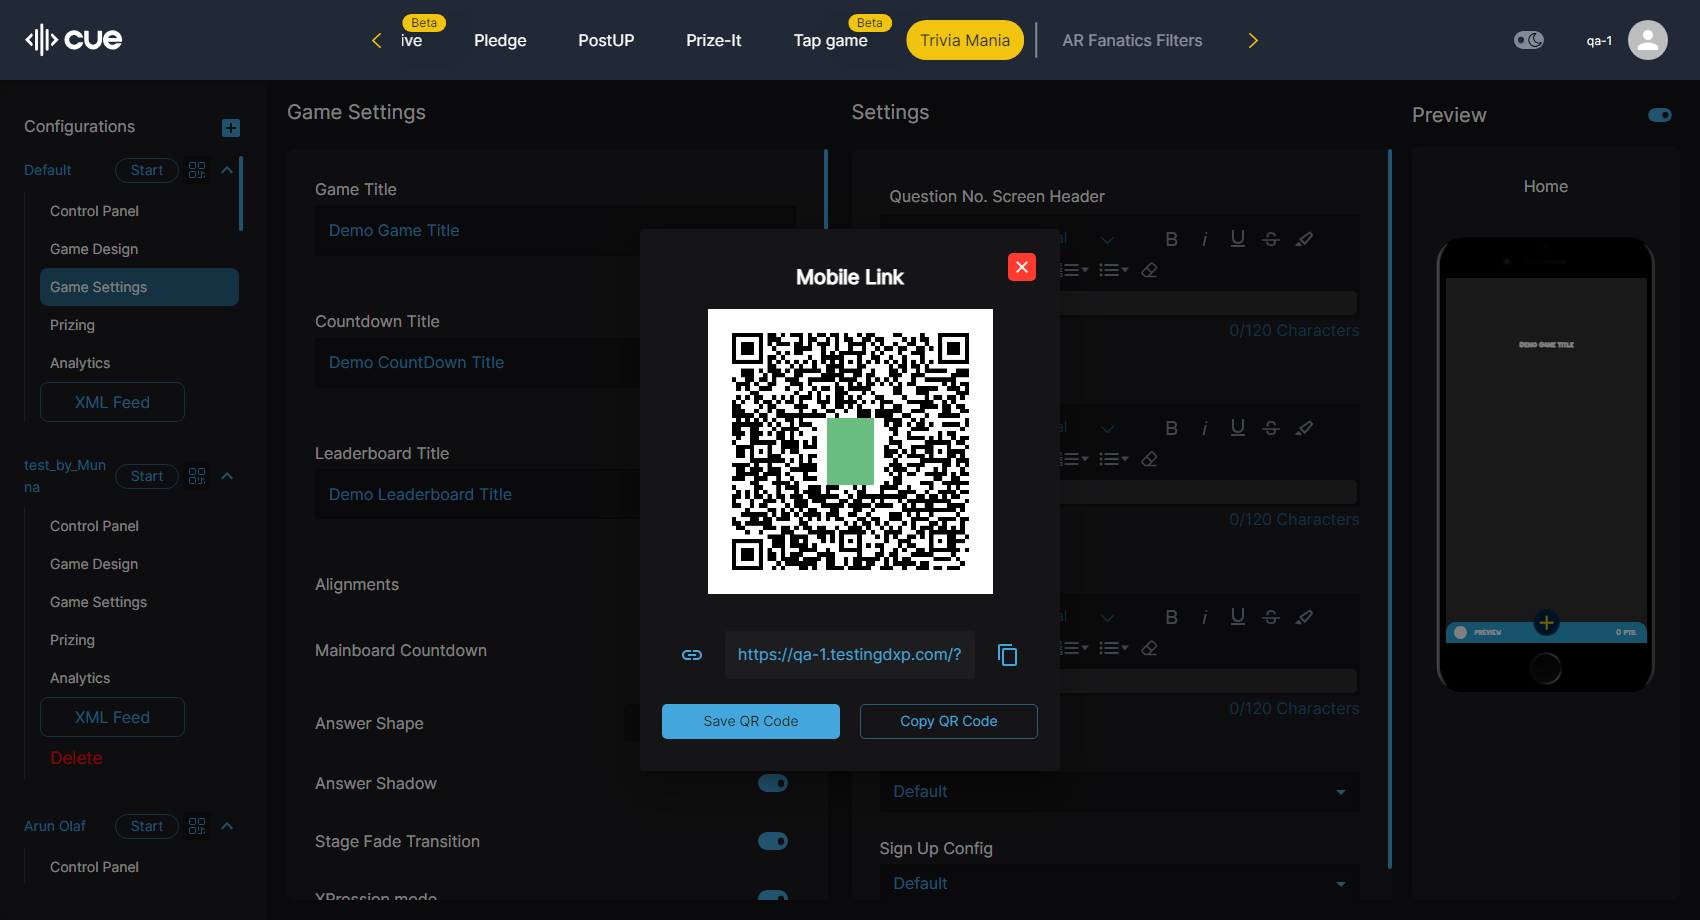 cue
Beta
Beta
ive
Pledge
PostUP
Prize-It
Tap game
Trivia Mania
AR Fanatics Filters
qa-1
Configurations
Default
Start
Control Panel
Game Design
Game Settings
Prizing
Analytics
XML Feed
test_by_Mun
na
Start
Control Panel
Game Design
Game Settings
Prizing
Analytics
XML Feed
Delete
Arun Olaf
Start
Control Panel
Game Settings
Game Title
Demo Game Title
Countdown Title
Demo CountDown Title
Leaderboard Title
Demo Leaderboard Title
Alignments
Mainboard Countdown
Answer Shape
Answer Shadow
Stage Fade Transition
XPression mode
Mobile Link
https://qa-1.testingdxp.com/?
Save QR Code
Copy QR Code
Settings
Question No. Screen Header
al
B i U S
0/120 Characters
al
B i U S
0/120 Characters
al
B i U S
0/120 Characters
Default
Sign Up Config
Default
Preview
Home
Demo Game Title
PREVIEW
0 PTS.